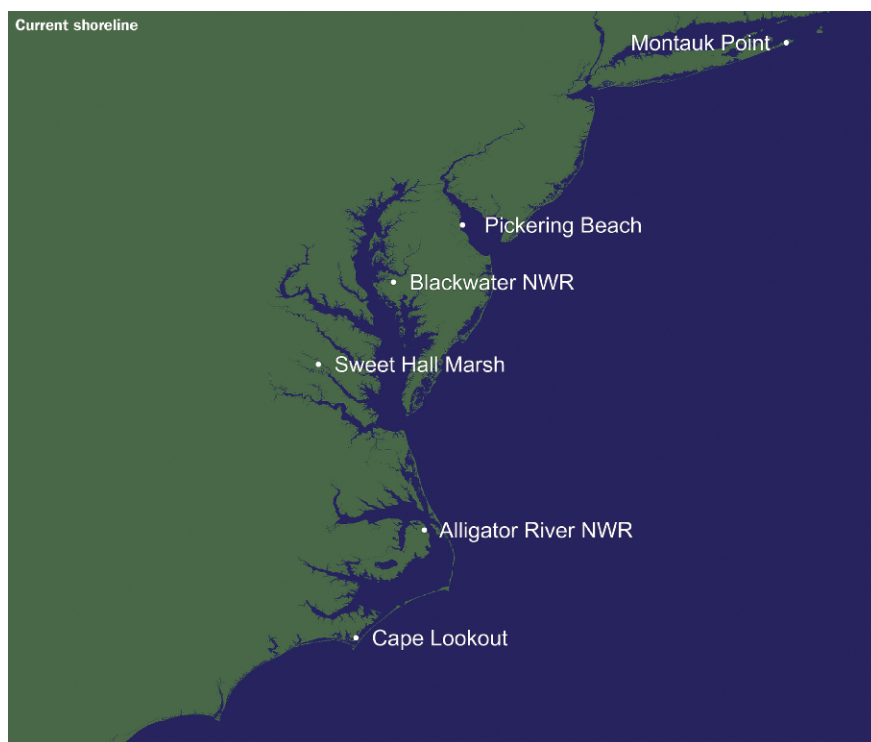 Current shoreline
Montauk Point
Pickering Beach
Blackwater NWR
Sweet Hall Marsh
Alligator River NWR
Cape Lookout